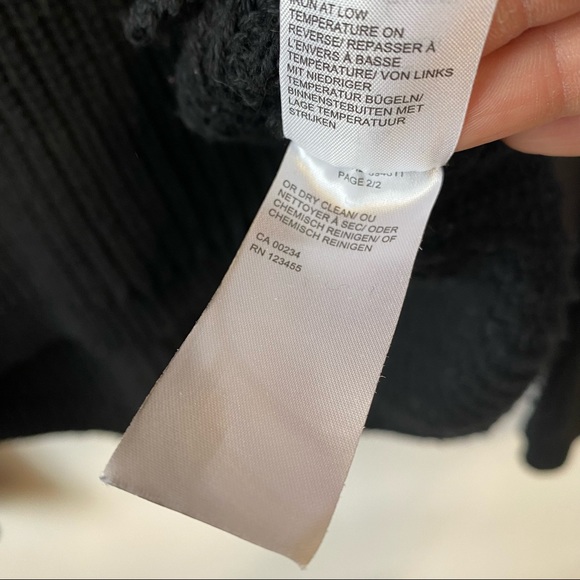 IRON AT LOW
TEMPERATURE ON
REVERSE/ REPASSER À
L'ENVERS À BASSE
TEMPÉRATURE/ VON LINKS
MIT NIEDRIGER
TEMPERATUR BÜGELN/
BINNENSTEBUITEN MET
LAGE TEMPERATUUR
STRIJKEN
PAGE 2/2
OR DRY CLEAN/ OU
NETTOYER À SEC/ ODER
CHEMISCH REINIGEN/ OF
CHEMISCH REINIGEN
CA 00234
RN 123455